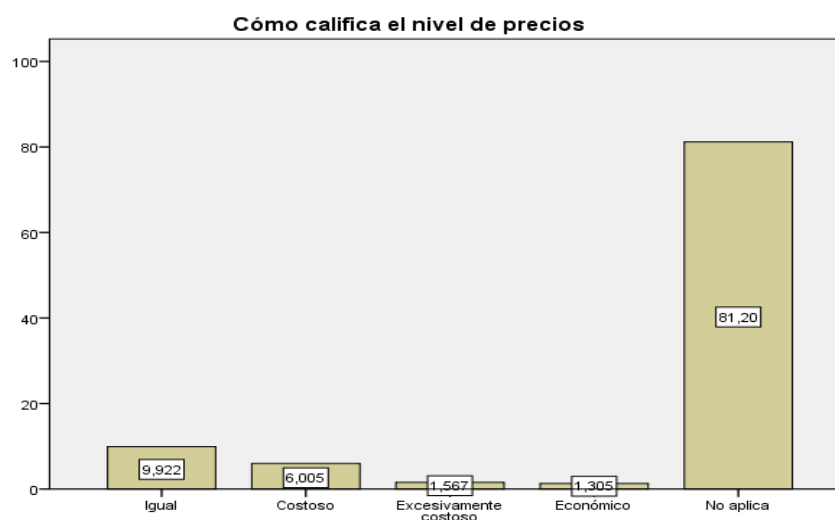 Cómo califica el nivel de precios
100
80
60
40
20
0
9,922
6,005
1,567
1,305
81,20
Igual
Costoso
Excesivamente
costoso
Económico
No aplica